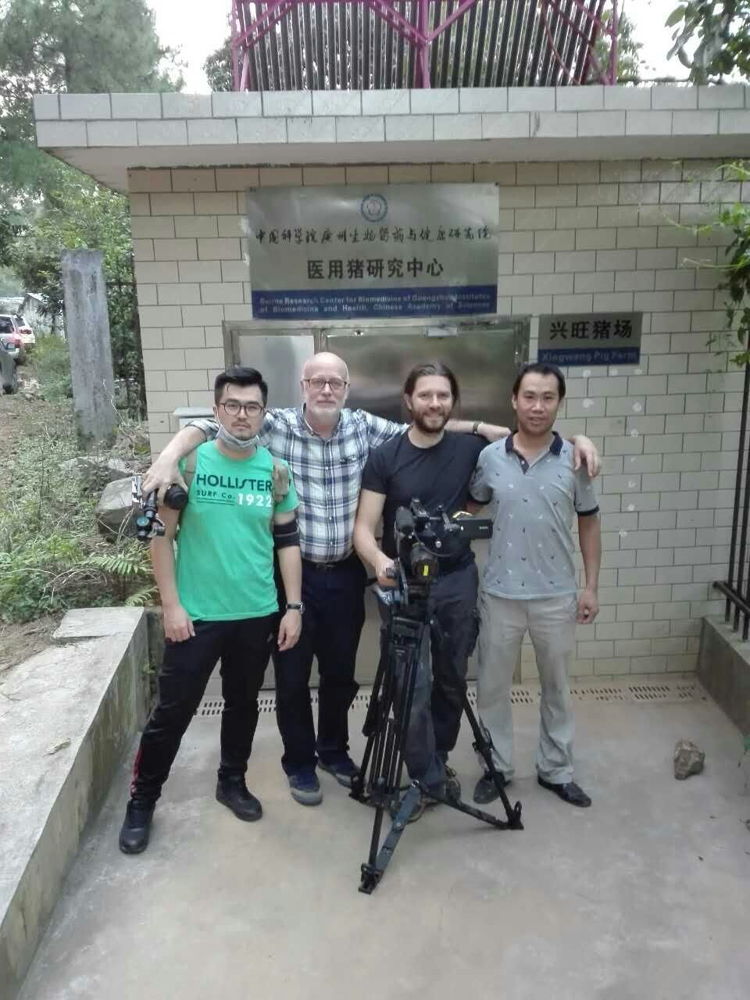 中国科学院广州生物医药与健康研究院
医用猪研究中心
Swine Research Center for Biomedicine of Guangzhou Institutes
of Biomedicine and Health, Chinese Academy of Sciences
兴旺猪场
Xingwang Pig Farm
HOLLISTER
SURF Co.
1922